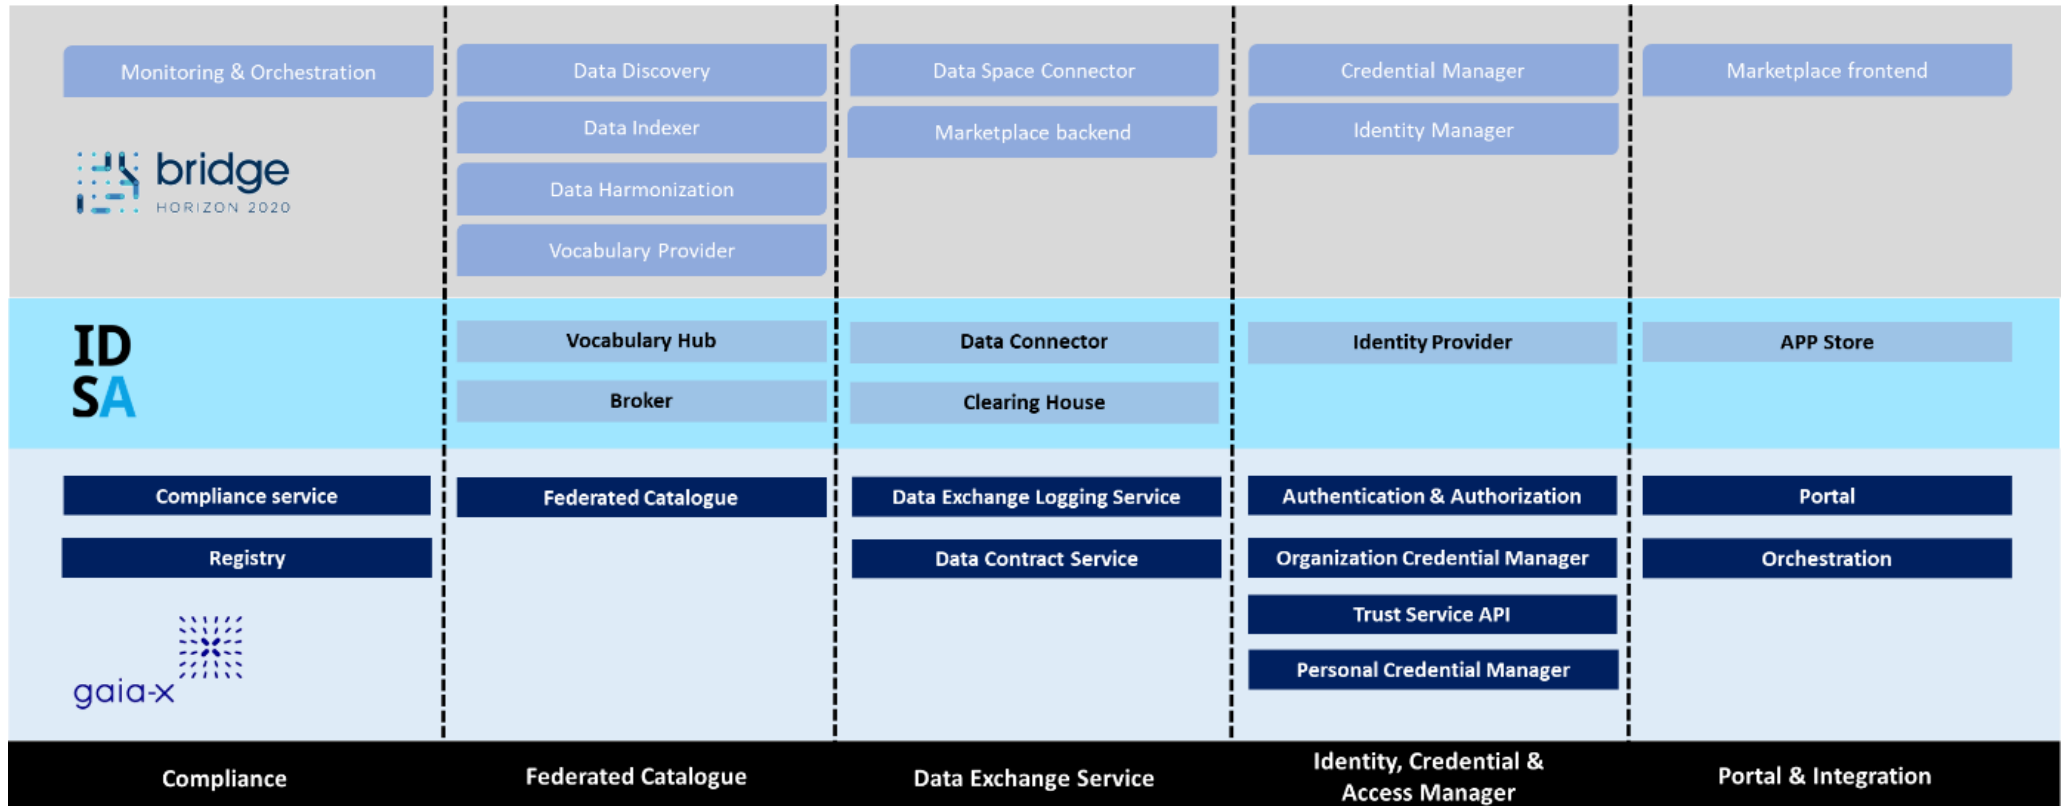 Monitoring & Orchestration
Data Discovery
Data Space Connector
Credential Manager
Marketplace frontend
Data Indexer
Marketplace backend
Identity Manager
bridge
HORIZON 2020
Data Harmonization
Vocabulary Provider
ID
SA
Vocabulary Hub
Data Connector
Identity Provider
APP Store
Broker
Clearing House
Compliance service
Federated Catalogue
Data Exchange Logging Service
Authentication & Authorization
Portal
Registry
Data Contract Service
Organization Credential Manager
Orchestration
Trust Service API
Personal Credential Manager
gaia-x
Compliance
Federated Catalogue
Data Exchange Service
Identity, Credential &
Access Manager
Portal & Integration